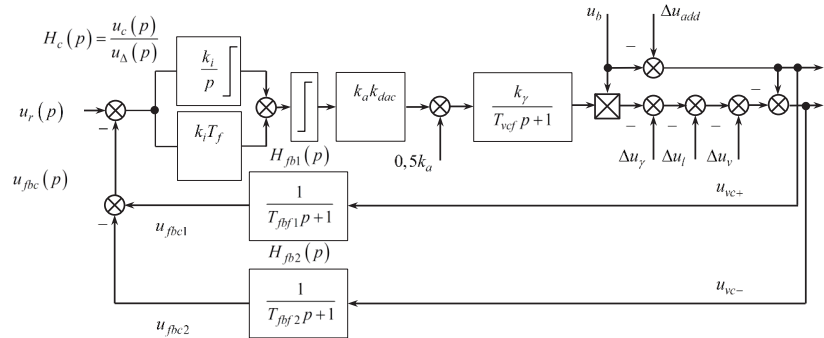 H_c(p) = u_c(p) / u_Δ(p)
u_b
Δu_add
k_i / p
k_a k_dac
k_γ / (T_vcf p+1)
u_r(p)
k_i T_f
0,5k_a
Δu_γ
Δu_l
Δu_v
H_fb1(p)
u_fbc(p)
1 / (T_fbf1 p+1)
u_vc+
u_fbc1
H_fb2(p)
1 / (T_fbf2 p+1)
u_vc−
u_fbc2